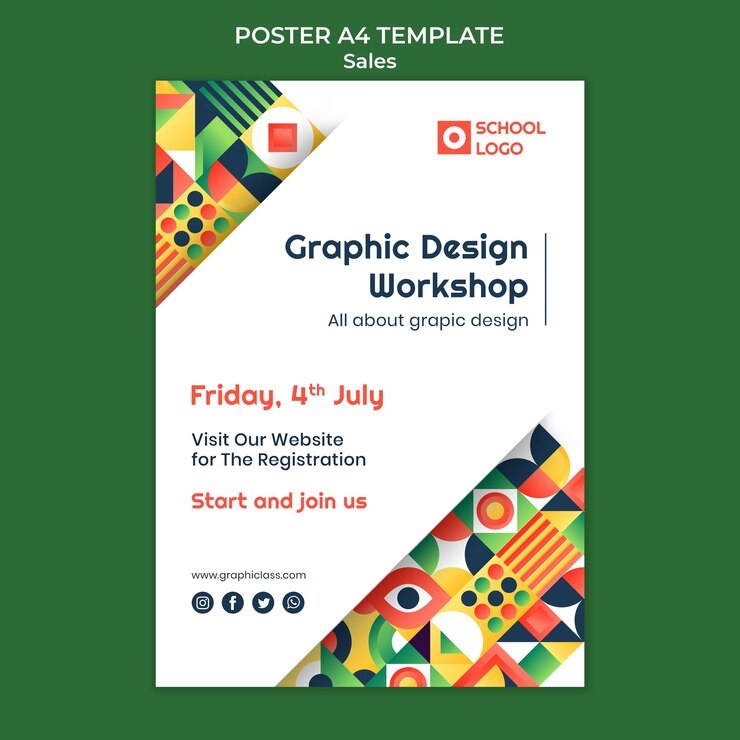 POSTER A4 TEMPLATE
Sales
SCHOOL
LOGO
Graphic Design
Workshop
All about grapic design
Friday, 4th July
Visit Our Website
for The Registration
Start and join us
www.graphiclass.com